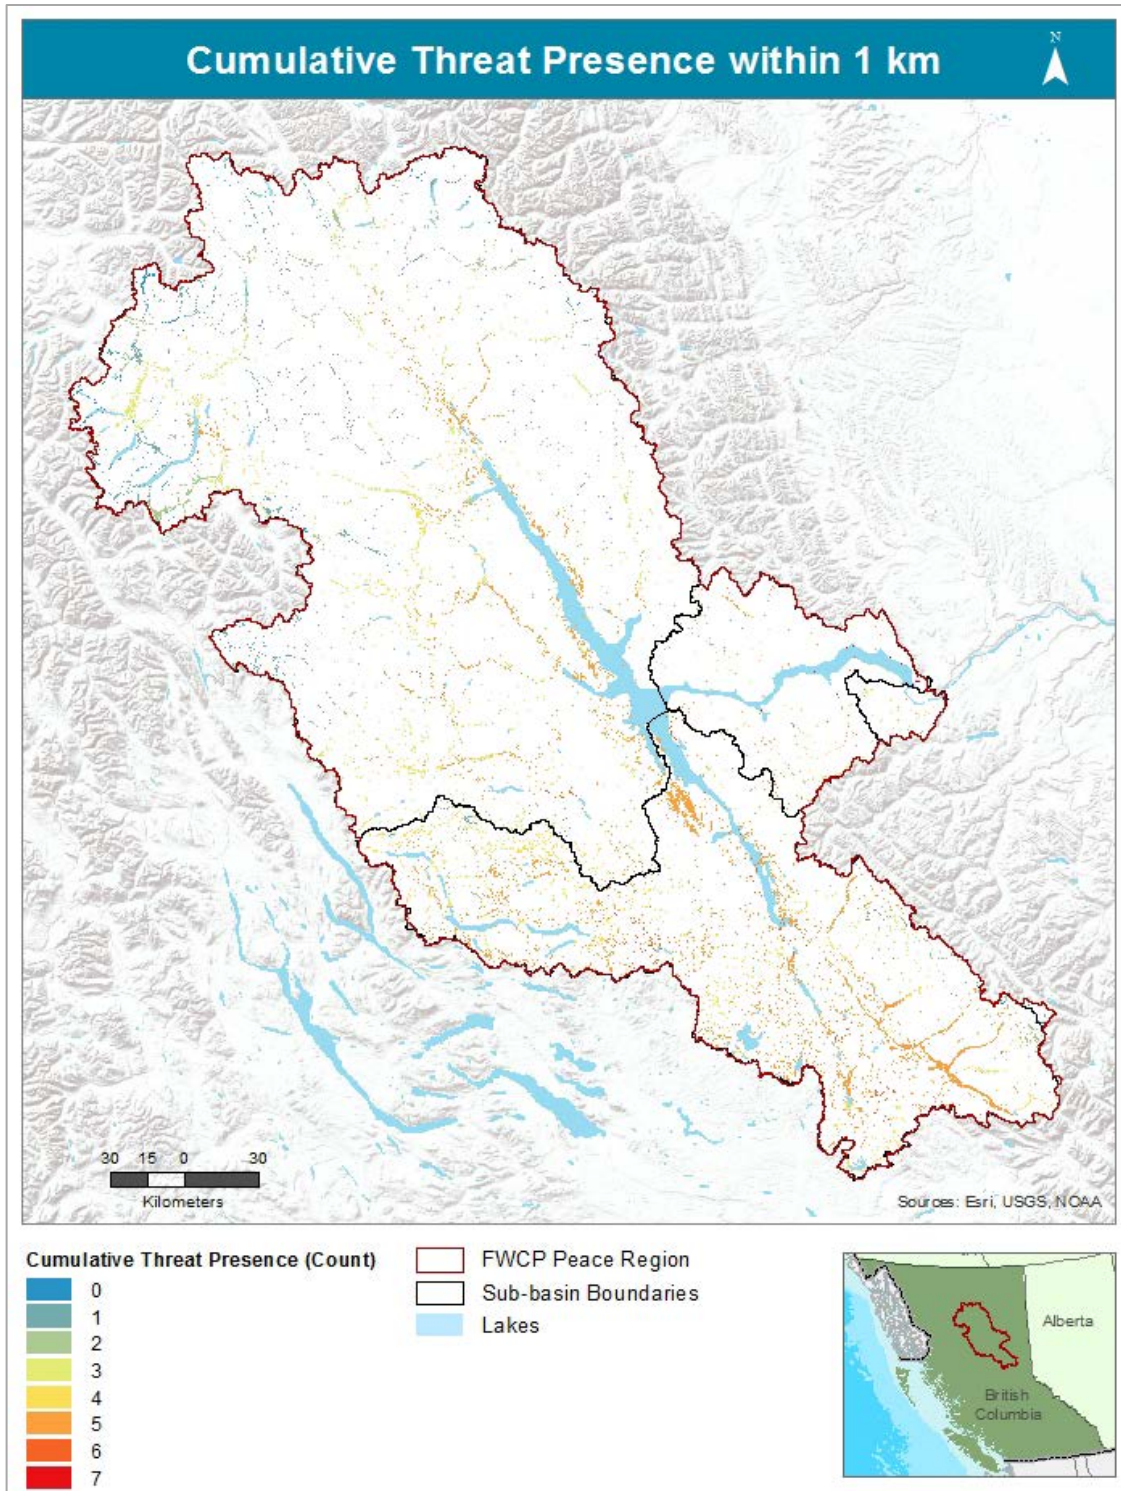 Cumulative Threat Presence within 1 km
N
30 15 0 30
Kilometers
Sources: Esri, USGS, NOAA
Cumulative Threat Presence (Count)
0
1
2
3
4
5
6
7
FWCP Peace Region
Sub-basin Boundaries
Lakes
Alberta
British
Columbia